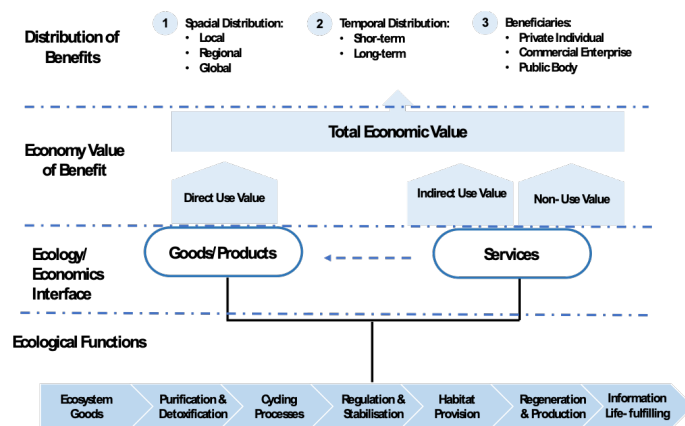 Distribution of
Benefits
1
Spacial Distribution:
• Local
• Regional
• Global
2
Temporal Distribution:
• Shor-term
• Long-term
3
Beneficiaries:
• Private Individual
• Commercial Enterprise
• Public Body
Economy Value
of Benefit
Total Economic Value
Direct Use Value
Indirect Use Value
Non- Use Value
Ecology/
Economics
Interface
Goods/ Products
Services
Ecological Functions
Ecosystem
Goods
Purification &
Detoxification
Cycling
Processes
Regulation &
Stabilisation
Habitat
Provision
Regeneration
& Production
Information
Life- fulfilling